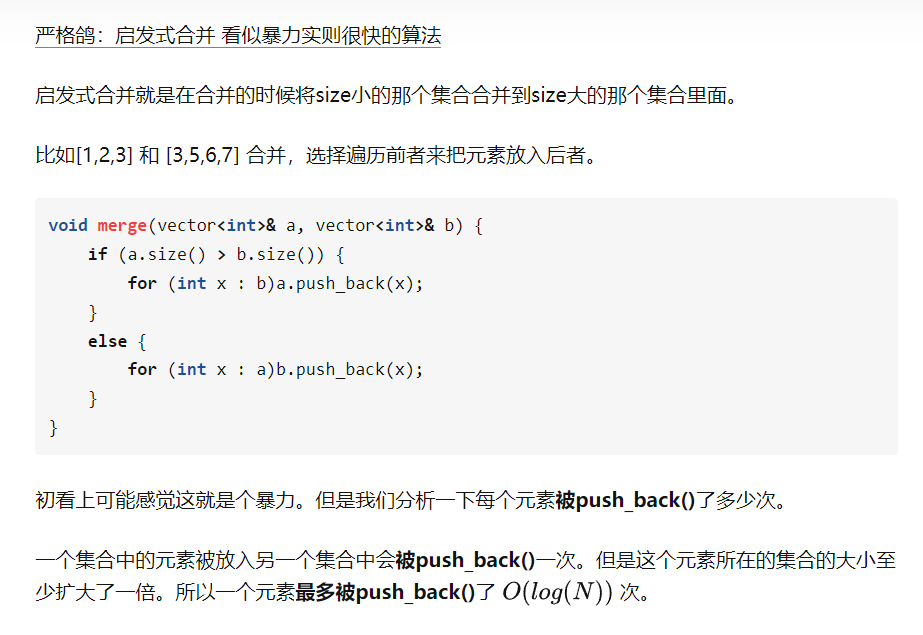 严格鸽：启发式合并 看似暴力实则很快的算法
启发式合并就是在合并的时候将size小的那个集合合并到size大的那个集合里面。
比如[1,2,3] 和 [3,5,6,7] 合并，选择遍历前者来把元素放入后者。
void merge(vector<int>& a, vector<int>& b) {
    if (a.size() > b.size()) {
        for (int x : b)a.push_back(x);
    }
    else {
        for (int x : a)b.push_back(x);
    }
}
初看上可能感觉这就是个暴力。但是我们分析一下每个元素被push_back()了多少次。
一个集合中的元素被放入另一个集合中会被push_back()一次。但是这个元素所在的集合的大小至
少扩大了一倍。所以一个元素最多被push_back()了 O(log(N)) 次。